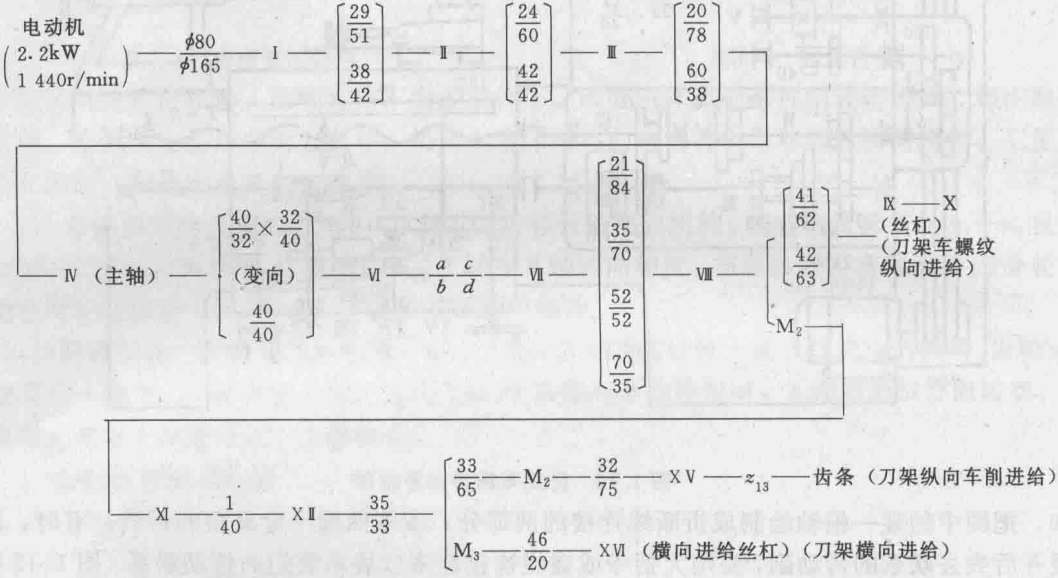 电动机
(2.2kW
1 440r/min)
ϕ80/ϕ165 — Ⅰ — [29/51 38/42] — Ⅱ — [24/60 42/42] — Ⅲ — [20/78 60/38]
Ⅳ (主轴) — [40/32×32/40 (变向) 40/40] — Ⅵ — a/b c/d — Ⅶ — [21/84 35/70 52/52 70/35] — Ⅷ
[41/62 42/63] Ⅸ — Ⅹ
(丝杠)
(刀架车螺纹
纵向进给)
M₂
Ⅺ — 1/40 — Ⅻ — 35/33
33/65 — M₂ — 32/75 — ⅩⅤ — z₁₃ — 齿条 (刀架纵向车削进给)
M₃ — 46/20 — ⅩⅥ (横向进给丝杠) (刀架横向进给)